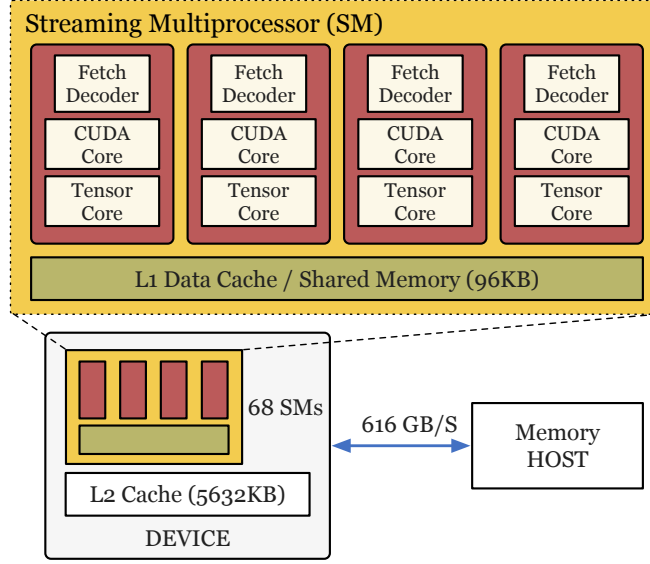 Streaming Multiprocessor (SM)
Fetch
Decoder
CUDA
Core
Tensor
Core
Fetch
Decoder
CUDA
Core
Tensor
Core
Fetch
Decoder
CUDA
Core
Tensor
Core
Fetch
Decoder
CUDA
Core
Tensor
Core
L1 Data Cache / Shared Memory (96KB)
68 SMs
L2 Cache (5632KB)
DEVICE
616 GB/S
Memory
HOST